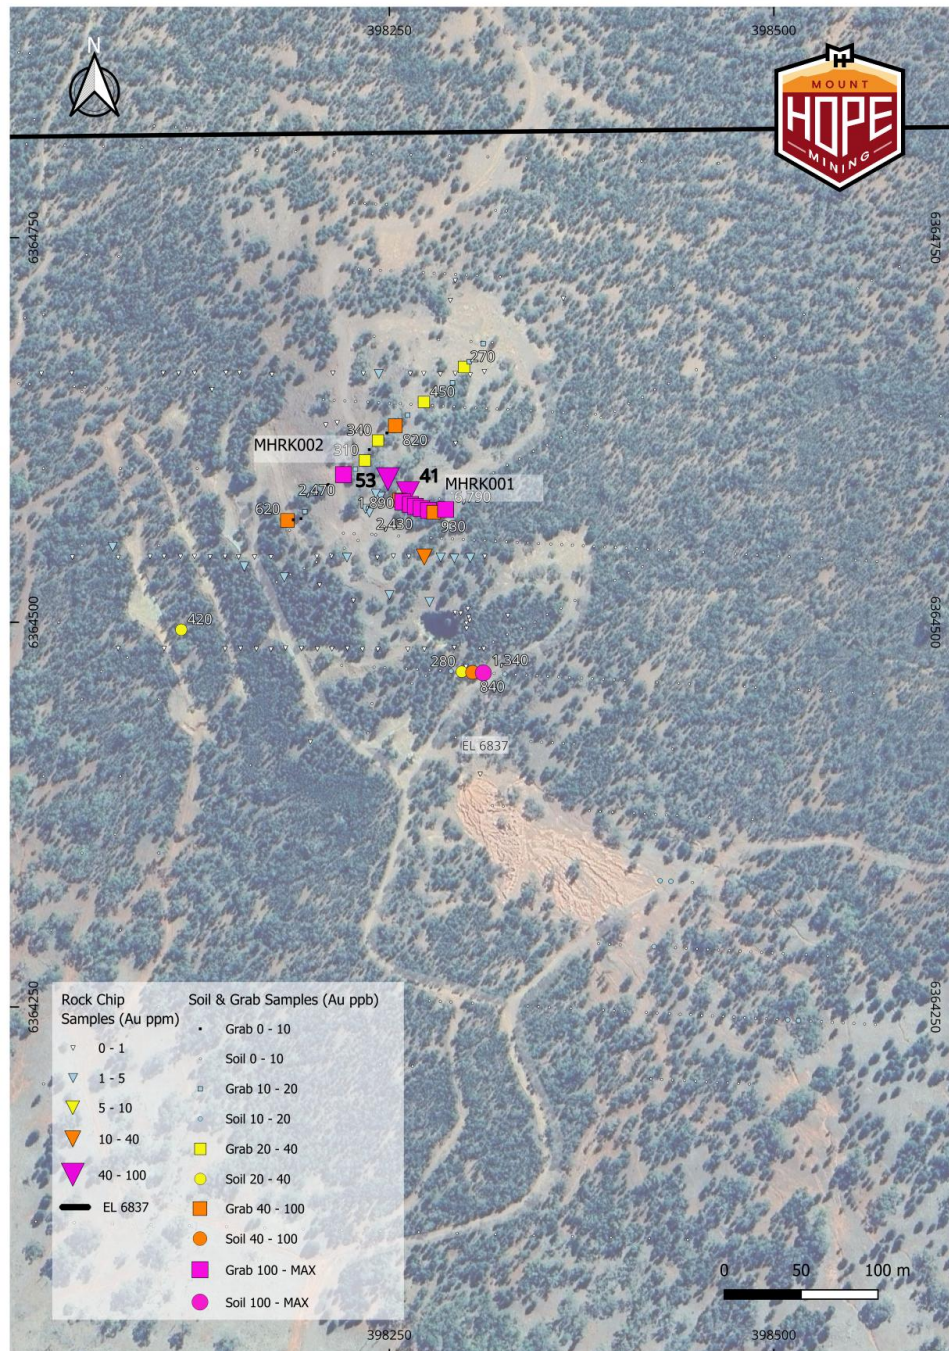 398250
398500
N
MOUNT
HOPE
MINING
6364750
6364750
270
450
340
820
MHRK002
310
53
41
MHRK001
2,470
1,890
6,790
620
2,430
930
6364500
6364500
420
280
1,340
840
EL 6837
6364250
6364250
Rock Chip
Samples (Au ppm)
0 - 1
1 - 5
5 - 10
10 - 40
40 - 100
EL 6837
Soil & Grab Samples (Au ppb)
Grab 0 - 10
Soil 0 - 10
Grab 10 - 20
Soil 10 - 20
Grab 20 - 40
Soil 20 - 40
Grab 40 - 100
Soil 40 - 100
Grab 100 - MAX
Soil 100 - MAX
0 50 100 m
398250
398500